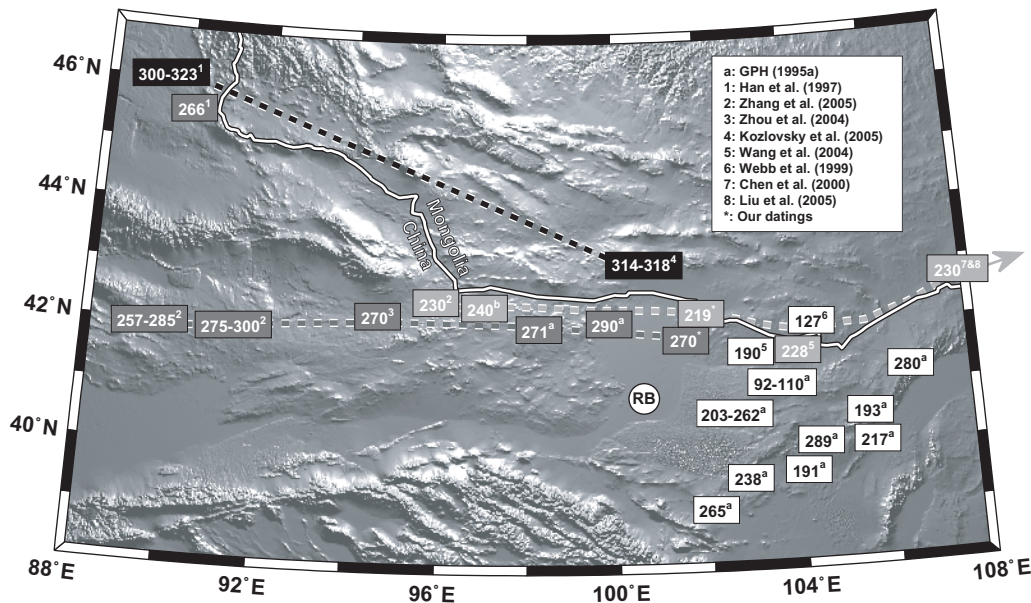 46˚N
44˚N
42˚N
40˚N
88˚E
92˚E
96˚E
100˚E
104˚E
108˚E
a: GPH (1995a)
1: Han et al. (1997)
2: Zhang et al. (2005)
3: Zhou et al. (2004)
4: Kozlovsky et al. (2005)
5: Wang et al. (2004)
6: Webb et al. (1999)
7: Chen et al. (2000)
8: Liu et al. (2005)
*: Our datings
300-323¹
266¹
Mongolia
China
314-318⁴
230⁷&⁸
257-285²
275-300²
270³
230²
240ᵇ
271ᵃ
290ᵃ
219*
270*
127⁶
190⁵
228⁵
280ᵃ
92-110ᵃ
RB
203-262ᵃ
193ᵃ
289ᵃ
217ᵃ
238ᵃ
191ᵃ
265ᵃ